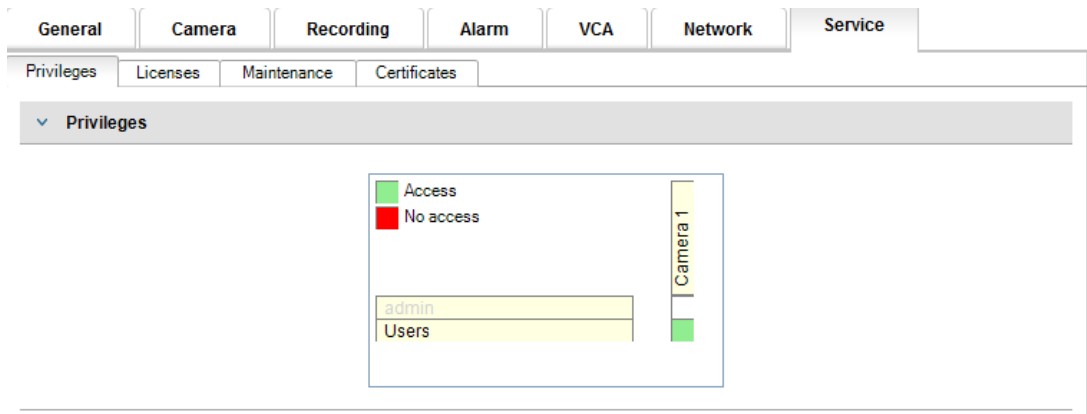 General Camera Recording Alarm VCA Network Service
Privileges Licenses Maintenance Certificates
Privileges
Access
No access
Camera 1
admin
Users